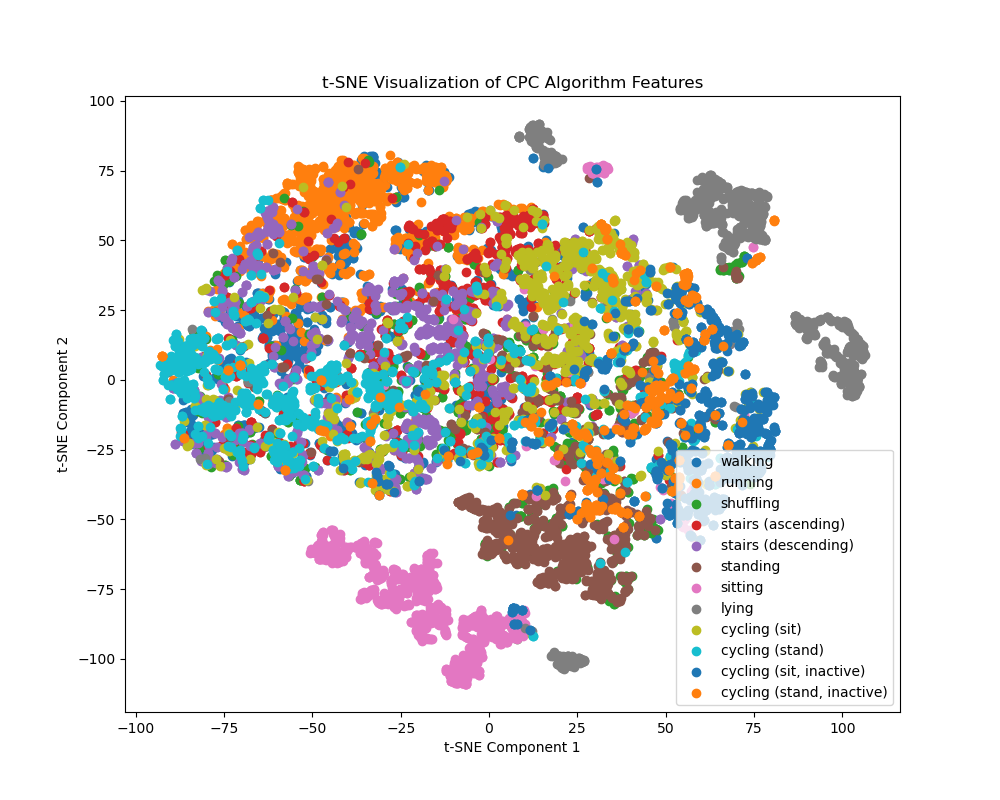 t-SNE Visualization of CPC Algorithm Features
100
75
50
25
0
−25
−50
−75
−100
t-SNE Component 2
walking
running
shuffling
stairs (ascending)
stairs (descending)
standing
sitting
lying
cycling (sit)
cycling (stand)
cycling (sit, inactive)
cycling (stand, inactive)
−100 −75 −50 −25 0 25 50 75 100
t-SNE Component 1